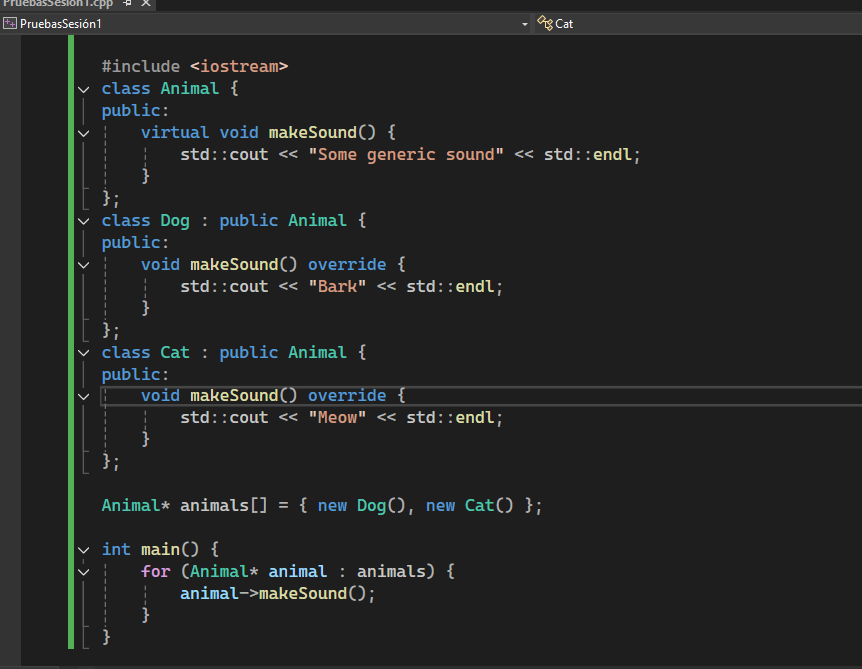 PruebasSesión1.cpp
PruebasSesión1 Cat
#include <iostream>
class Animal {
public:
    virtual void makeSound() {
        std::cout << "Some generic sound" << std::endl;
    }
};
class Dog : public Animal {
public:
    void makeSound() override {
        std::cout << "Bark" << std::endl;
    }
};
class Cat : public Animal {
public:
    void makeSound() override {
        std::cout << "Meow" << std::endl;
    }
};
Animal* animals[] = { new Dog(), new Cat() };
int main() {
    for (Animal* animal : animals) {
        animal->makeSound();
    }
}